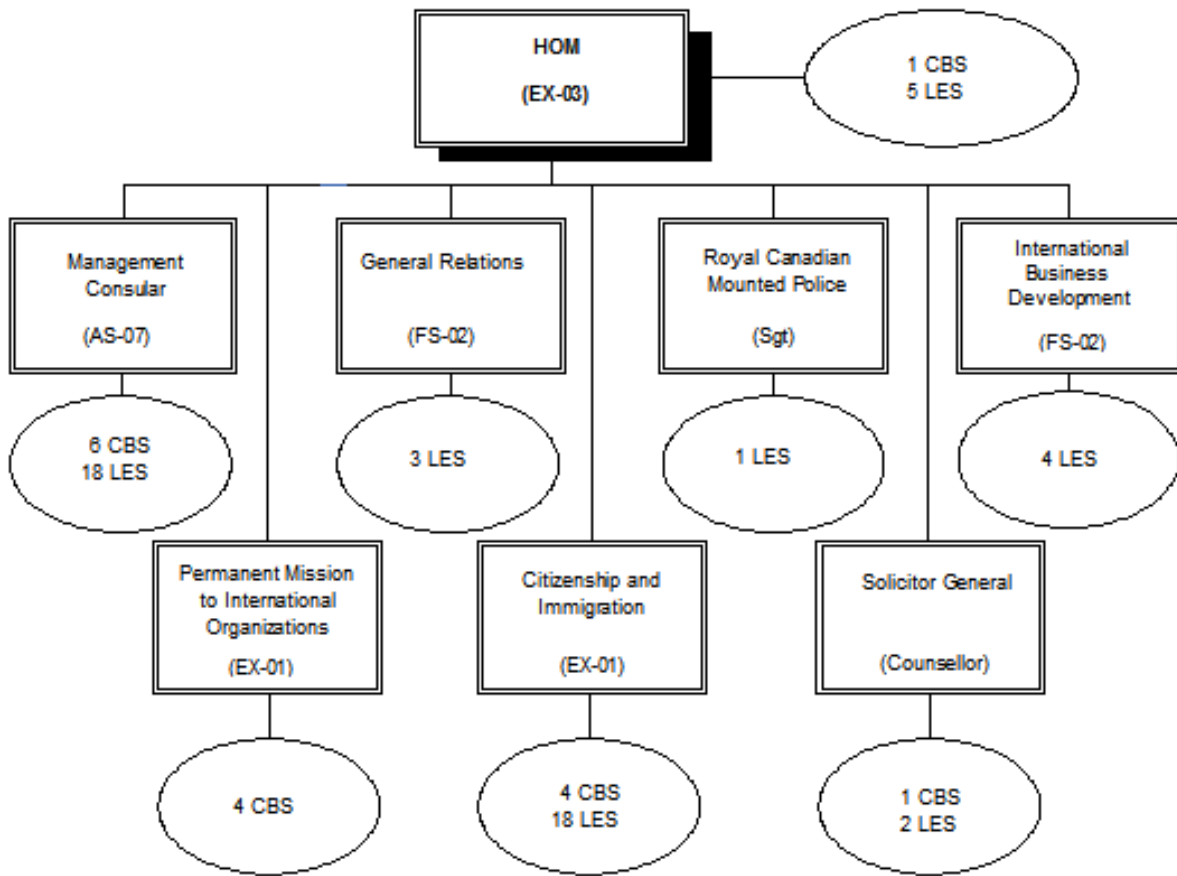 HOM
(EX-03)
1 CBS
5 LES
Management
Consular
(AS-07)
General Relations
(FS-02)
Royal Canadian
Mounted Police
(Sgt)
International
Business
Development
(FS-02)
6 CBS
18 LES
3 LES
1 LES
4 LES
Permanent Mission
to International
Organizations
(EX-01)
Citizenship and
Immigration
(EX-01)
Solicitor General
(Counsellor)
4 CBS
4 CBS
18 LES
1 CBS
2 LES